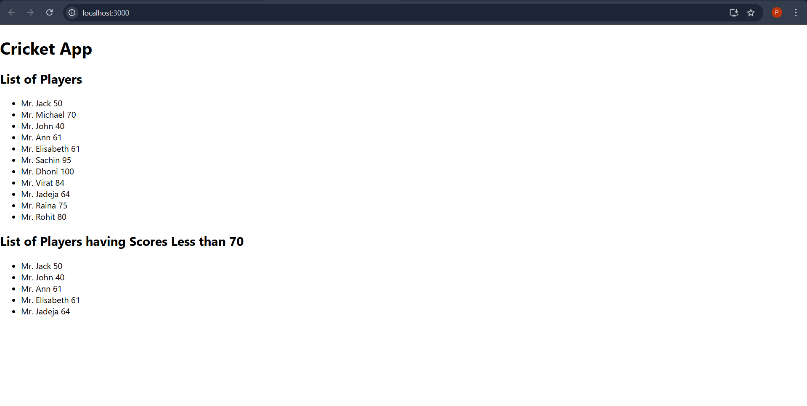 localhost:3000
P
Cricket App
List of Players
Mr. Jack 50
Mr. Michael 70
Mr. John 40
Mr. Ann 61
Mr. Elisabeth 61
Mr. Sachin 95
Mr. Dhoni 100
Mr. Virat 84
Mr. Jadeja 64
Mr. Raina 75
Mr. Rohit 80
List of Players having Scores Less than 70
Mr. Jack 50
Mr. John 40
Mr. Ann 61
Mr. Elisabeth 61
Mr. Jadeja 64